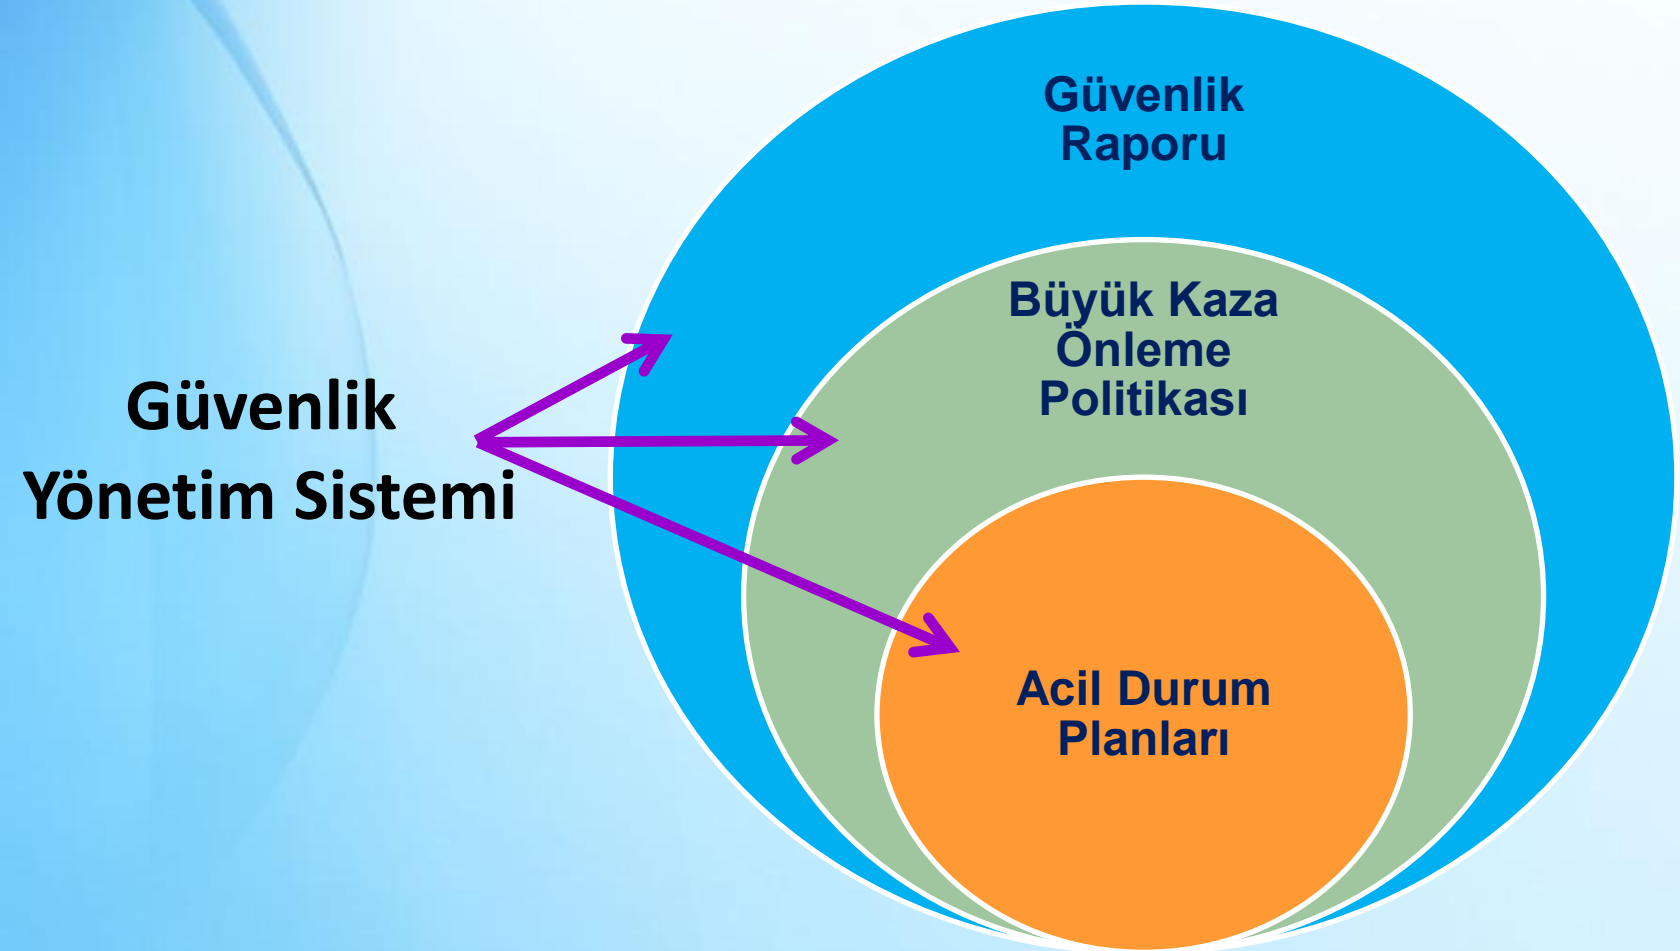 Güvenlik
Raporu
Büyük Kaza
Önleme
Politikası
Güvenlik
Yönetim Sistemi
Acil Durum
Planları